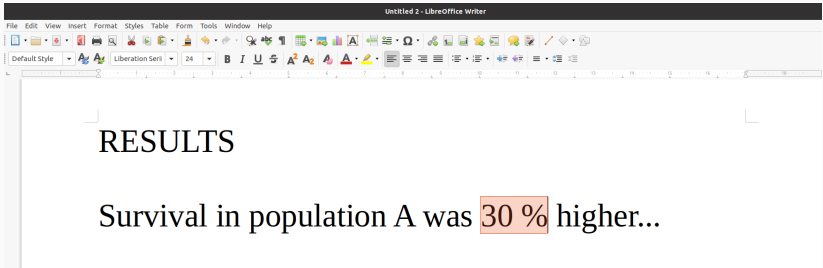 Untitled 2 - LibreOffice Writer
File Edit View Insert Format Styles Table Form Tools Window Help
Default Style Liberation Seri 24
RESULTS
Survival in population A was 30 % higher...